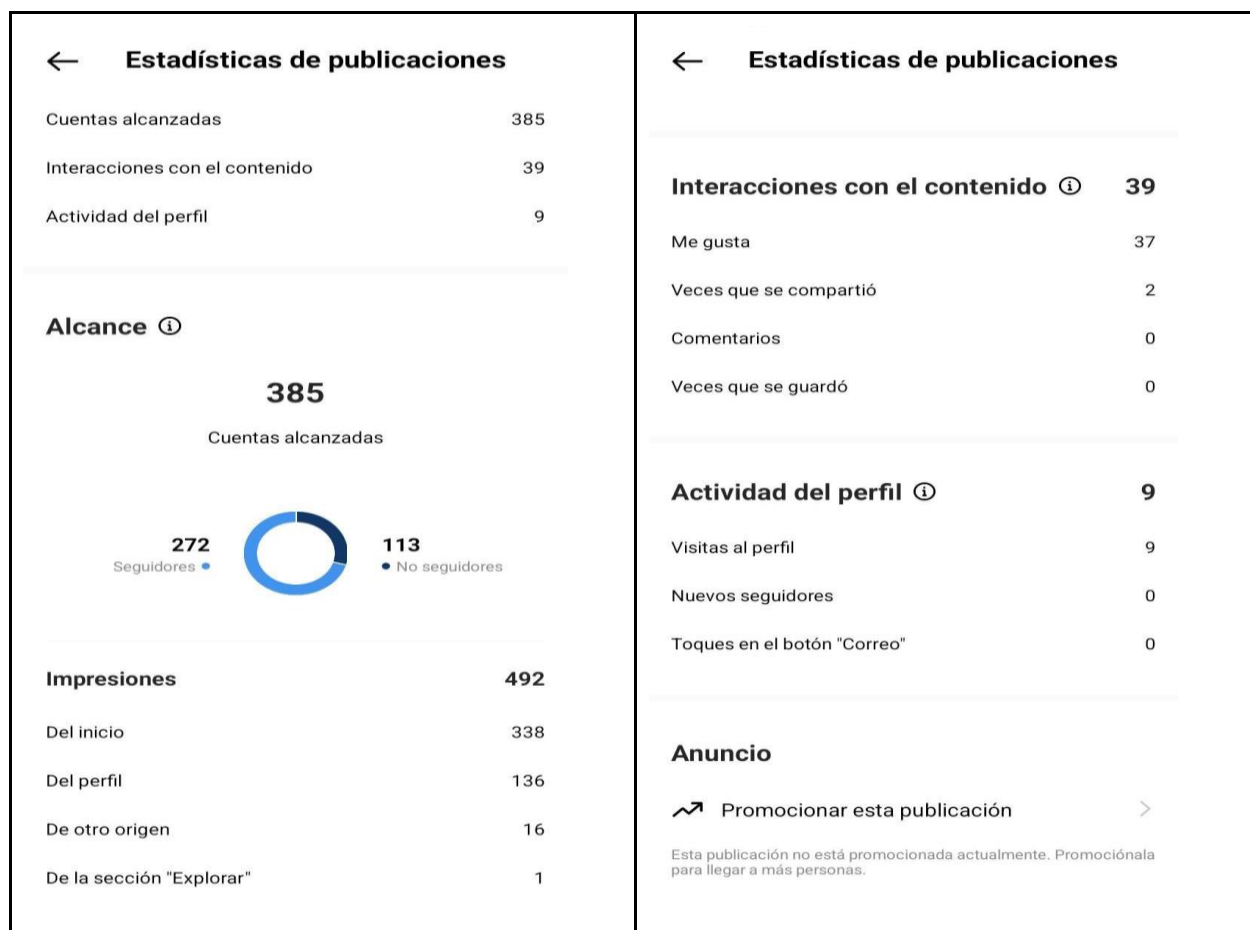 Estadísticas de publicaciones
Cuentas alcanzadas 385
Interacciones con el contenido 39
Actividad del perfil 9
Alcance
385
Cuentas alcanzadas
272
Seguidores
113
No seguidores
Impresiones 492
Del inicio 338
Del perfil 136
De otro origen 16
De la sección "Explorar" 1
Estadísticas de publicaciones
Interacciones con el contenido 39
Me gusta 37
Veces que se compartió 2
Comentarios 0
Veces que se guardó 0
Actividad del perfil 9
Visitas al perfil 9
Nuevos seguidores 0
Toques en el botón "Correo" 0
Anuncio
Promocionar esta publicación
Esta publicación no está promocionada actualmente. Promociónala
para llegar a más personas.